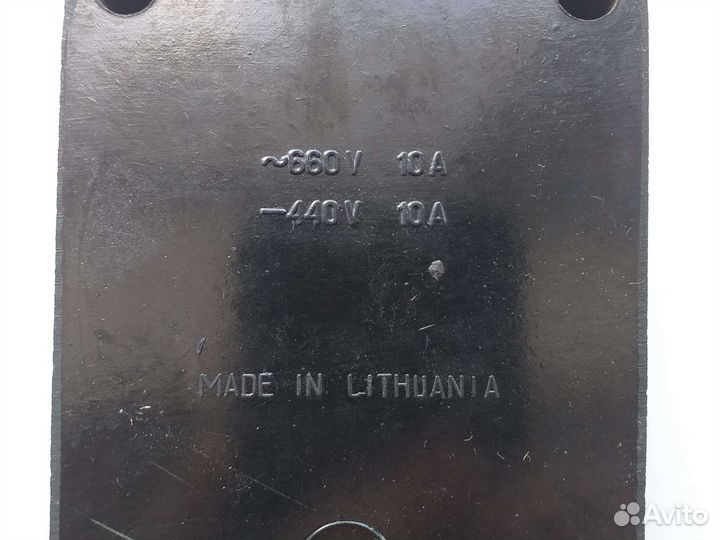 ~660V 10A
−440V 10A
MADE IN LITHUANIA
Avito